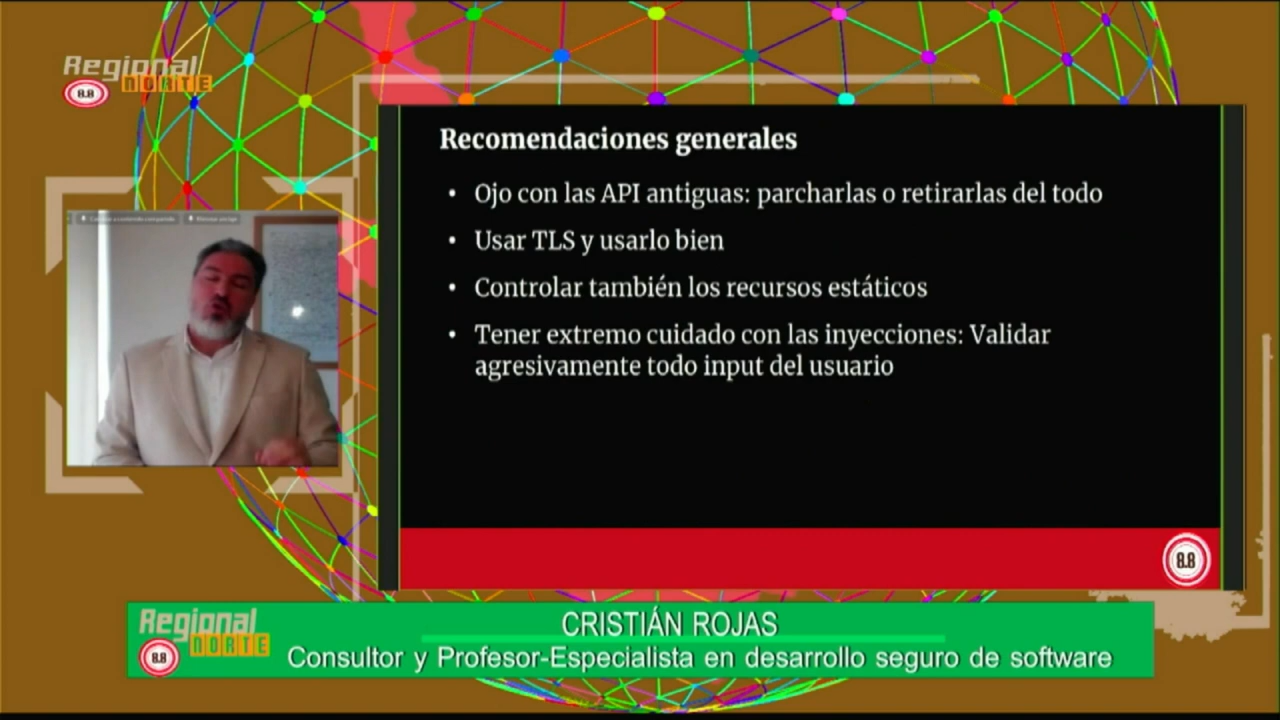 Regional
NORTE
8.8
Recomendaciones generales
• Ojo con las API antiguas: parcharlas o retirarlas del todo
• Usar TLS y usarlo bien
• Controlar también los recursos estáticos
• Tener extremo cuidado con las inyecciones: Validar
agresivamente todo input del usuario
8.8
Regional
NORTE
8.8
CRISTIÁN ROJAS
Consultor y Profesor-Especialista en desarrollo seguro de software